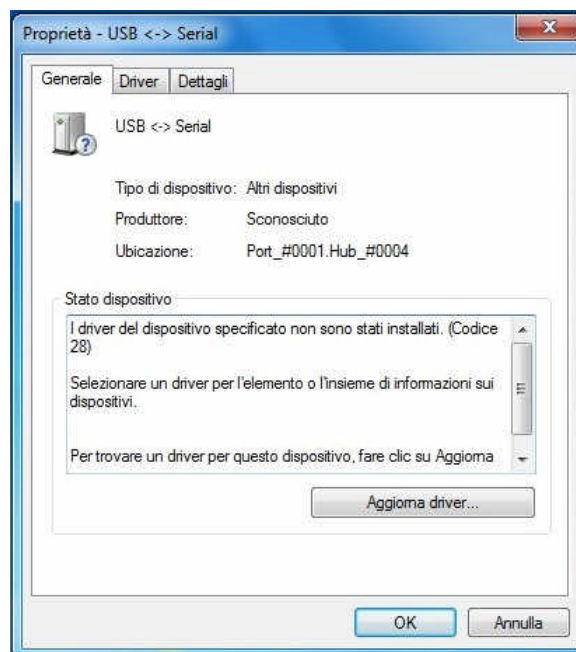 Proprietà - USB <-> Serial
Generale
Driver
Dettagli
USB <-> Serial
Tipo di dispositivo: Altri dispositivi
Produttore: Sconosciuto
Ubicazione: Port_#0001.Hub_#0004
Stato dispositivo
I driver del dispositivo specificato non sono stati installati. (Codice
28)
Selezionare un driver per l'elemento o l'insieme di informazioni sui
dispositivi.
Per trovare un driver per questo dispositivo, fare clic su Aggiorna
Aggiorna driver...
OK
Annulla